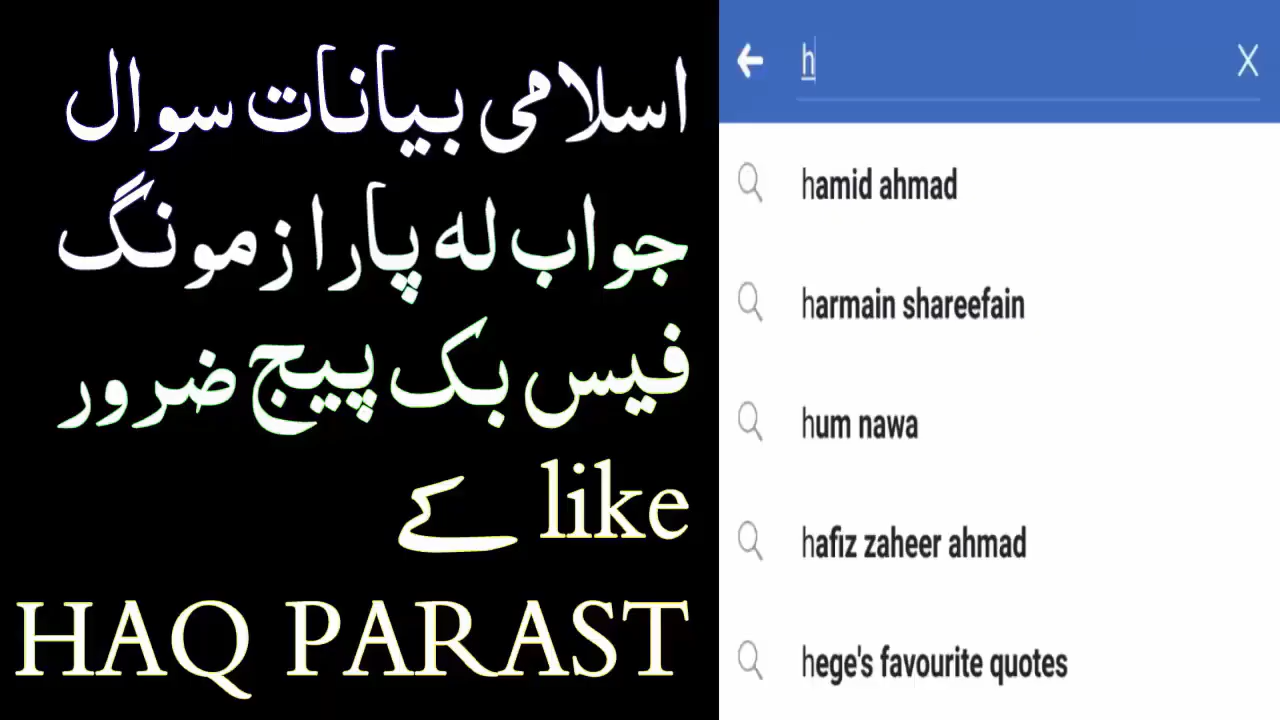 اسلامی بیانات سوال
جواب له پارا زمونگ
فیس بک پیج ضرور
like کے
HAQ PARAST
h
hamid ahmad
harmain shareefain
hum nawa
hafiz zaheer ahmad
hege's favourite quotes